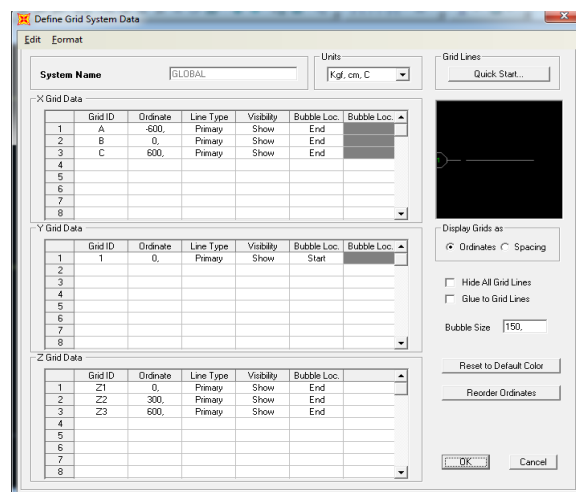 Define Grid System Data
Edit Format
System Name GLOBAL
Units
Kgf, cm, C
Grid Lines
Quick Start...
X Grid Data
Grid ID Ordinate Line Type Visibility Bubble Loc. Bubble Loc.
1 A -600, Primary Show End
2 B 0, Primary Show End
3 C 600, Primary Show End
4
5
6
7
8
1
Y Grid Data
Grid ID Ordinate Line Type Visibility Bubble Loc. Bubble Loc.
1 1 0, Primary Show Start
2
3
4
5
6
7
8
Display Grids as
Ordinates Spacing
Hide All Grid Lines
Glue to Grid Lines
Bubble Size 150,
Z Grid Data
Grid ID Ordinate Line Type Visibility Bubble Loc.
1 Z1 0, Primary Show End
2 Z2 300, Primary Show End
3 Z3 600, Primary Show End
4
5
6
7
8
Reset to Default Color
Reorder Ordinates
OK Cancel